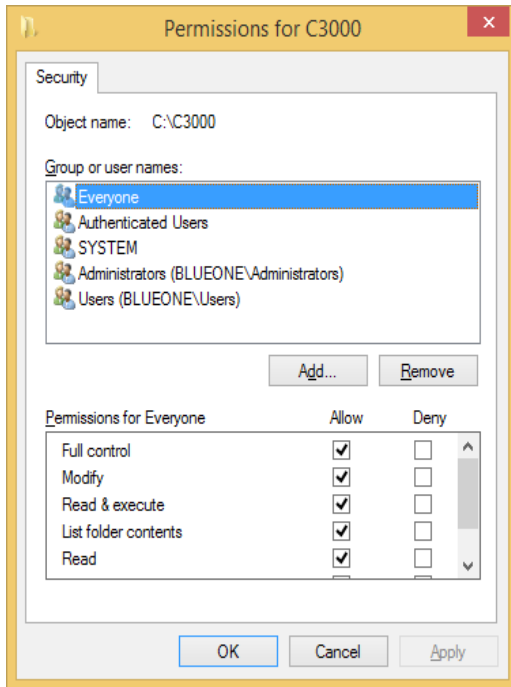 Permissions for C3000
Security
Object name: C:\C3000
Group or user names:
Everyone
Authenticated Users
SYSTEM
Administrators (BLUEONE\Administrators)
Users (BLUEONE\Users)
Add... Remove
Permissions for Everyone Allow Deny
Full control
Modify
Read & execute
List folder contents
Read
OK Cancel Apply